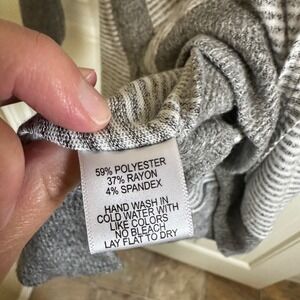 59% POLYESTER
37% RAYON
4% SPANDEX
HAND WASH IN
COLD WATER WITH
LIKE COLORS
NO BLEACH
LAY FLAT TO DRY